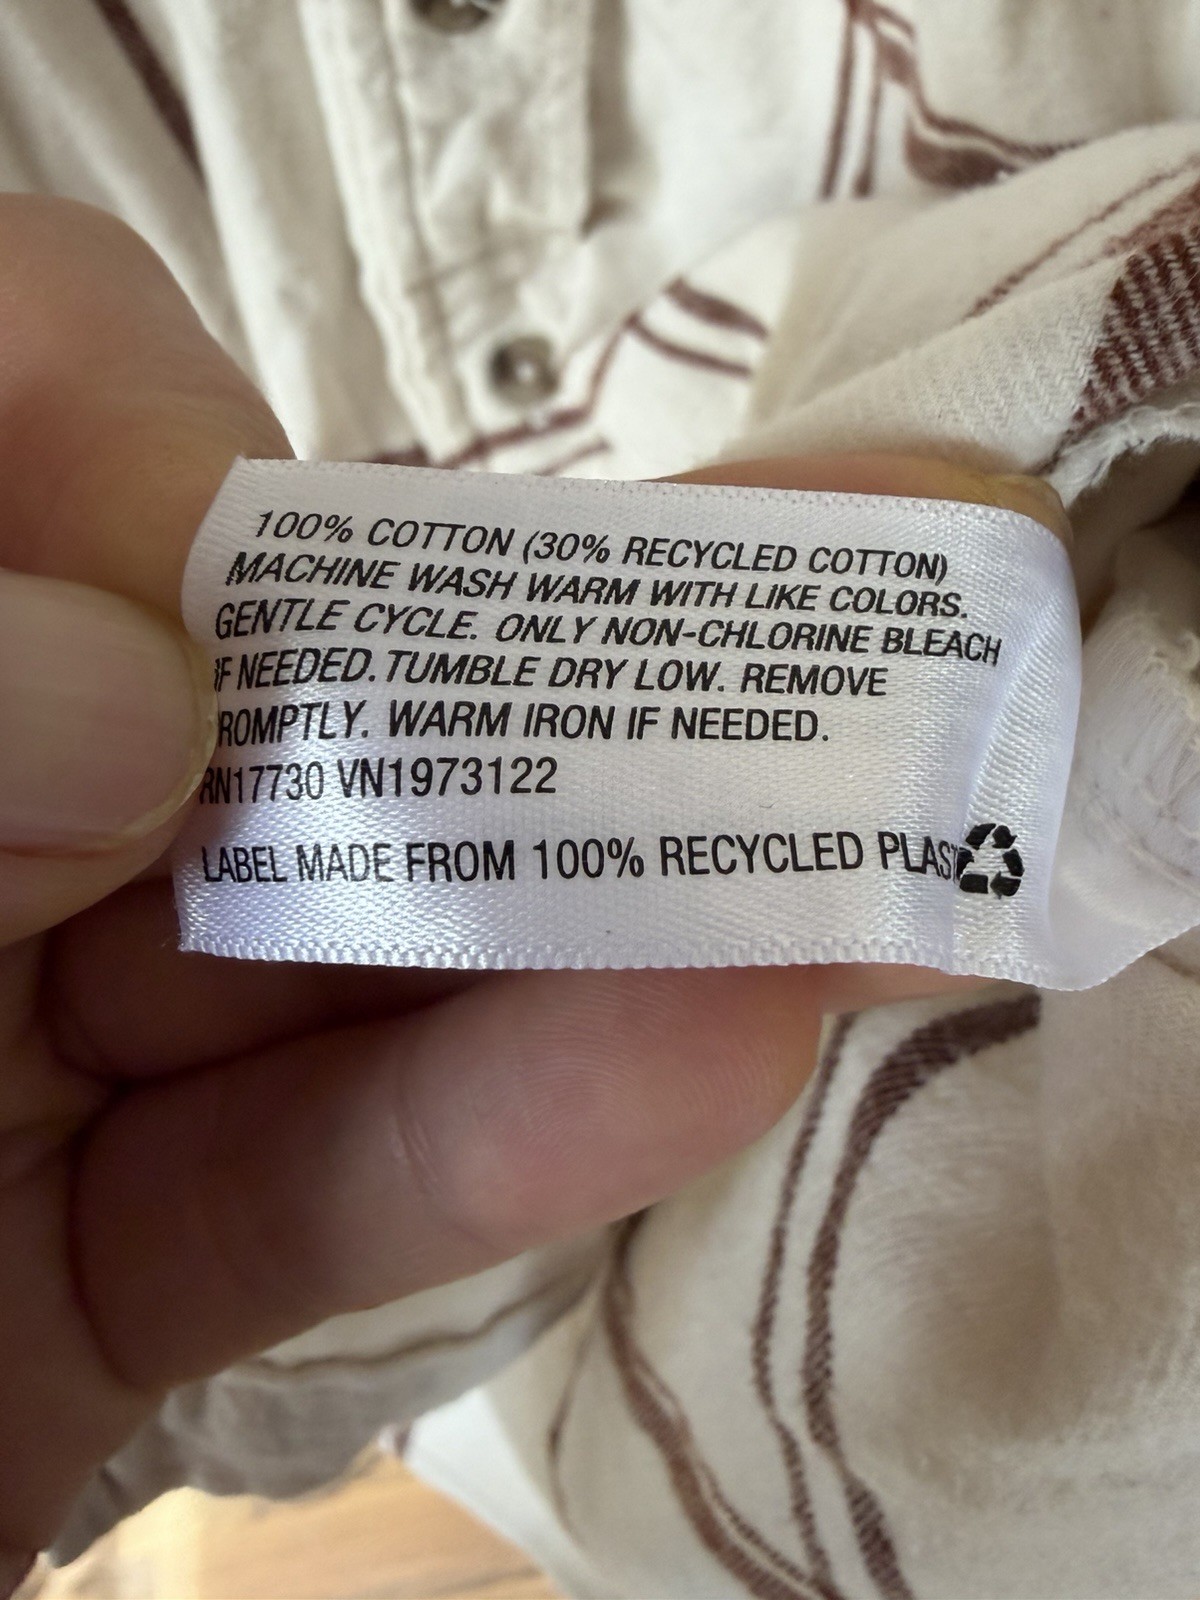 100% COTTON (30% RECYCLED COTTON)
MACHINE WASH WARM WITH LIKE COLORS.
GENTLE CYCLE. ONLY NON-CHLORINE BLEACH
IF NEEDED. TUMBLE DRY LOW. REMOVE
ROMPTLY. WARM IRON IF NEEDED.
RN17730 VN1973122
LABEL MADE FROM 100% RECYCLED PLAST